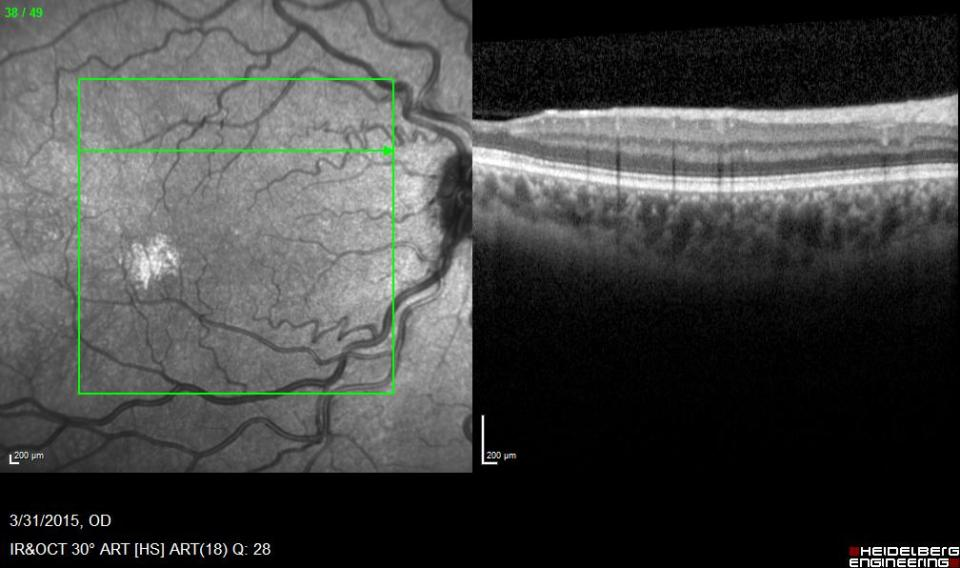 38 / 49
200 µm
200 µm
3/31/2015, OD
IR&OCT 30° ART [HS] ART(18) Q: 28
HEIDELBERG
ENGINEERING